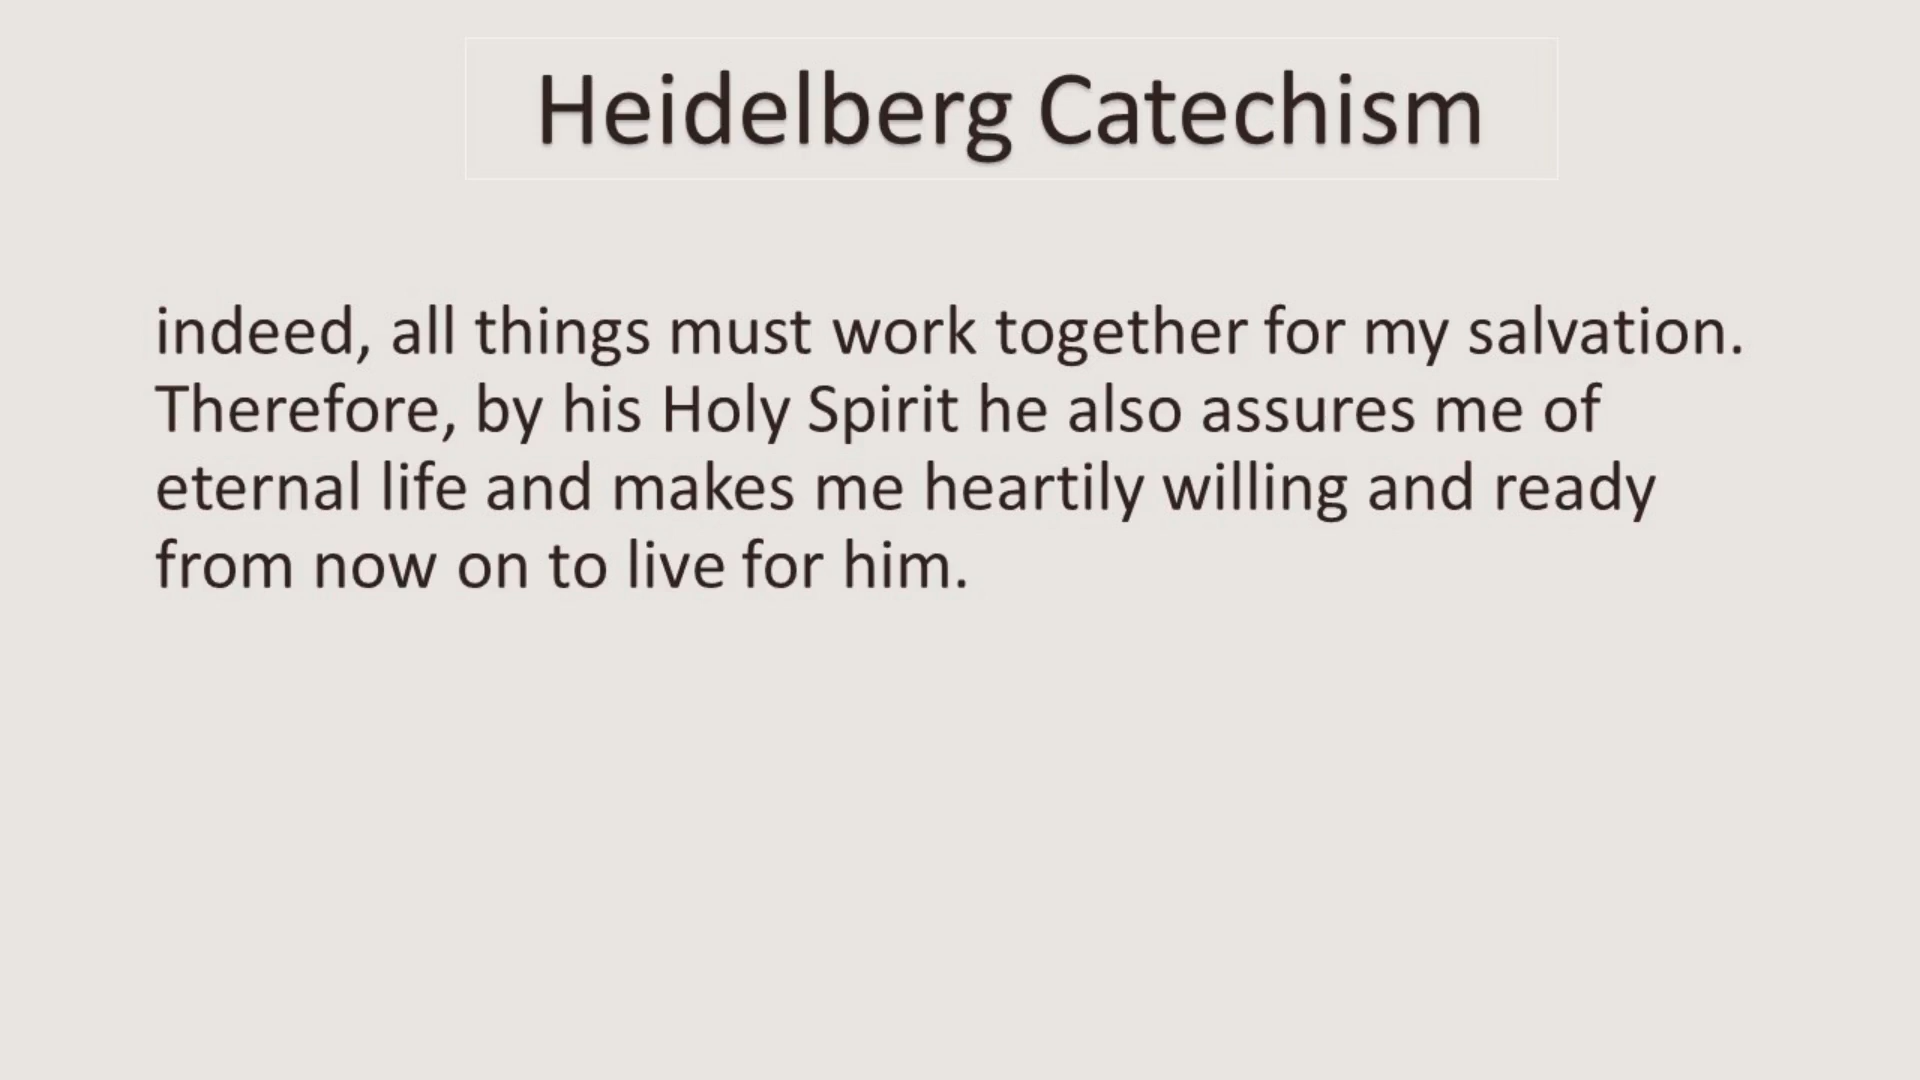 Heidelberg Catechism
indeed, all things must work together for my salvation.
Therefore, by his Holy Spirit he also assures me of
eternal life and makes me heartily willing and ready
from now on to live for him.